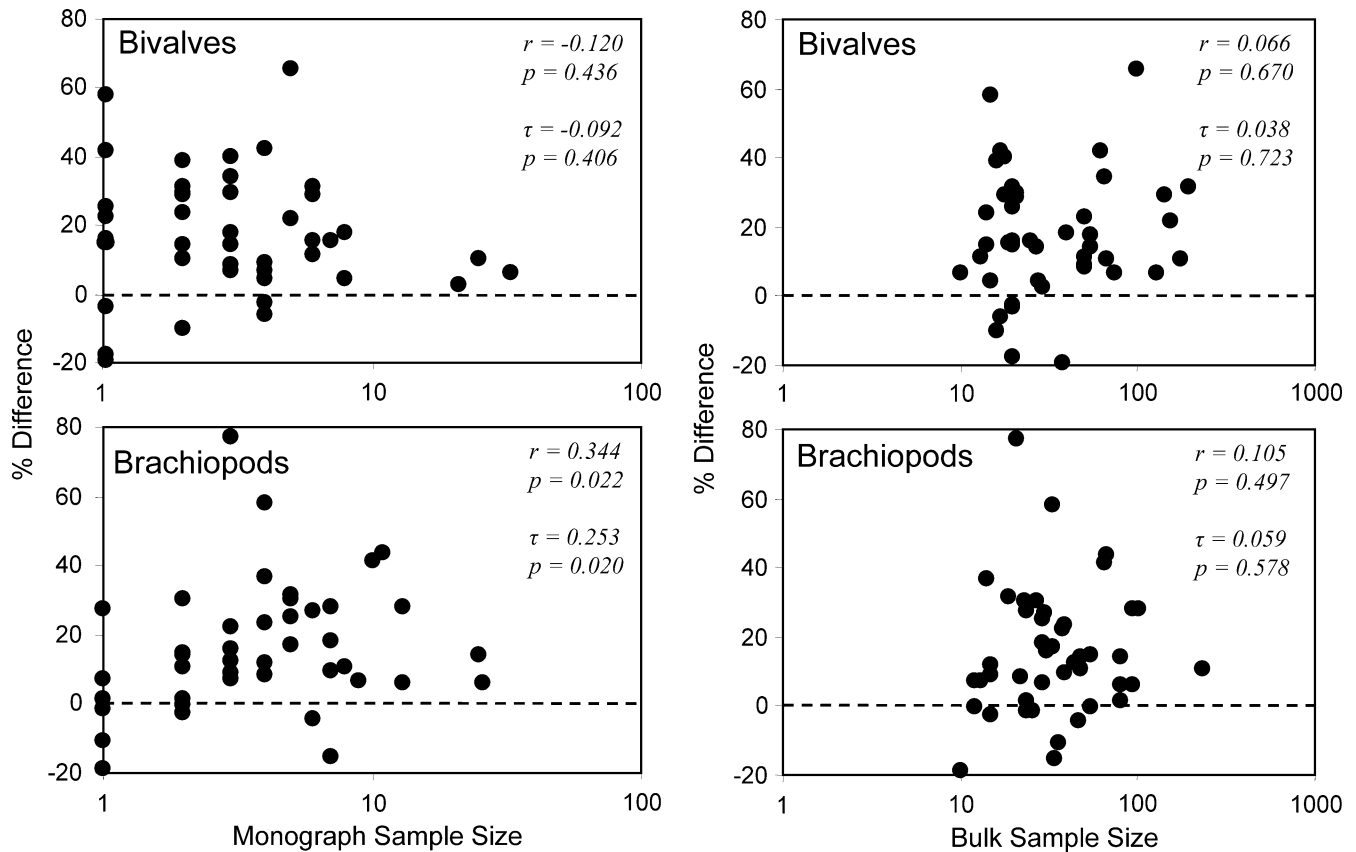 80
60
40
20
0
-20
Bivalves
r = -0.120
p = 0.436
τ = -0.092
p = 0.406
1
10
100
80
60
40
20
0
-20
Bivalves
r = 0.066
p = 0.670
τ = 0.038
p = 0.723
1
10
100
1000
% Difference
% Difference
80
60
40
20
0
-20
Brachiopods
r = 0.344
p = 0.022
τ = 0.253
p = 0.020
1
10
100
Monograph Sample Size
80
60
40
20
0
-20
Brachiopods
r = 0.105
p = 0.497
τ = 0.059
p = 0.578
1
10
100
1000
Bulk Sample Size